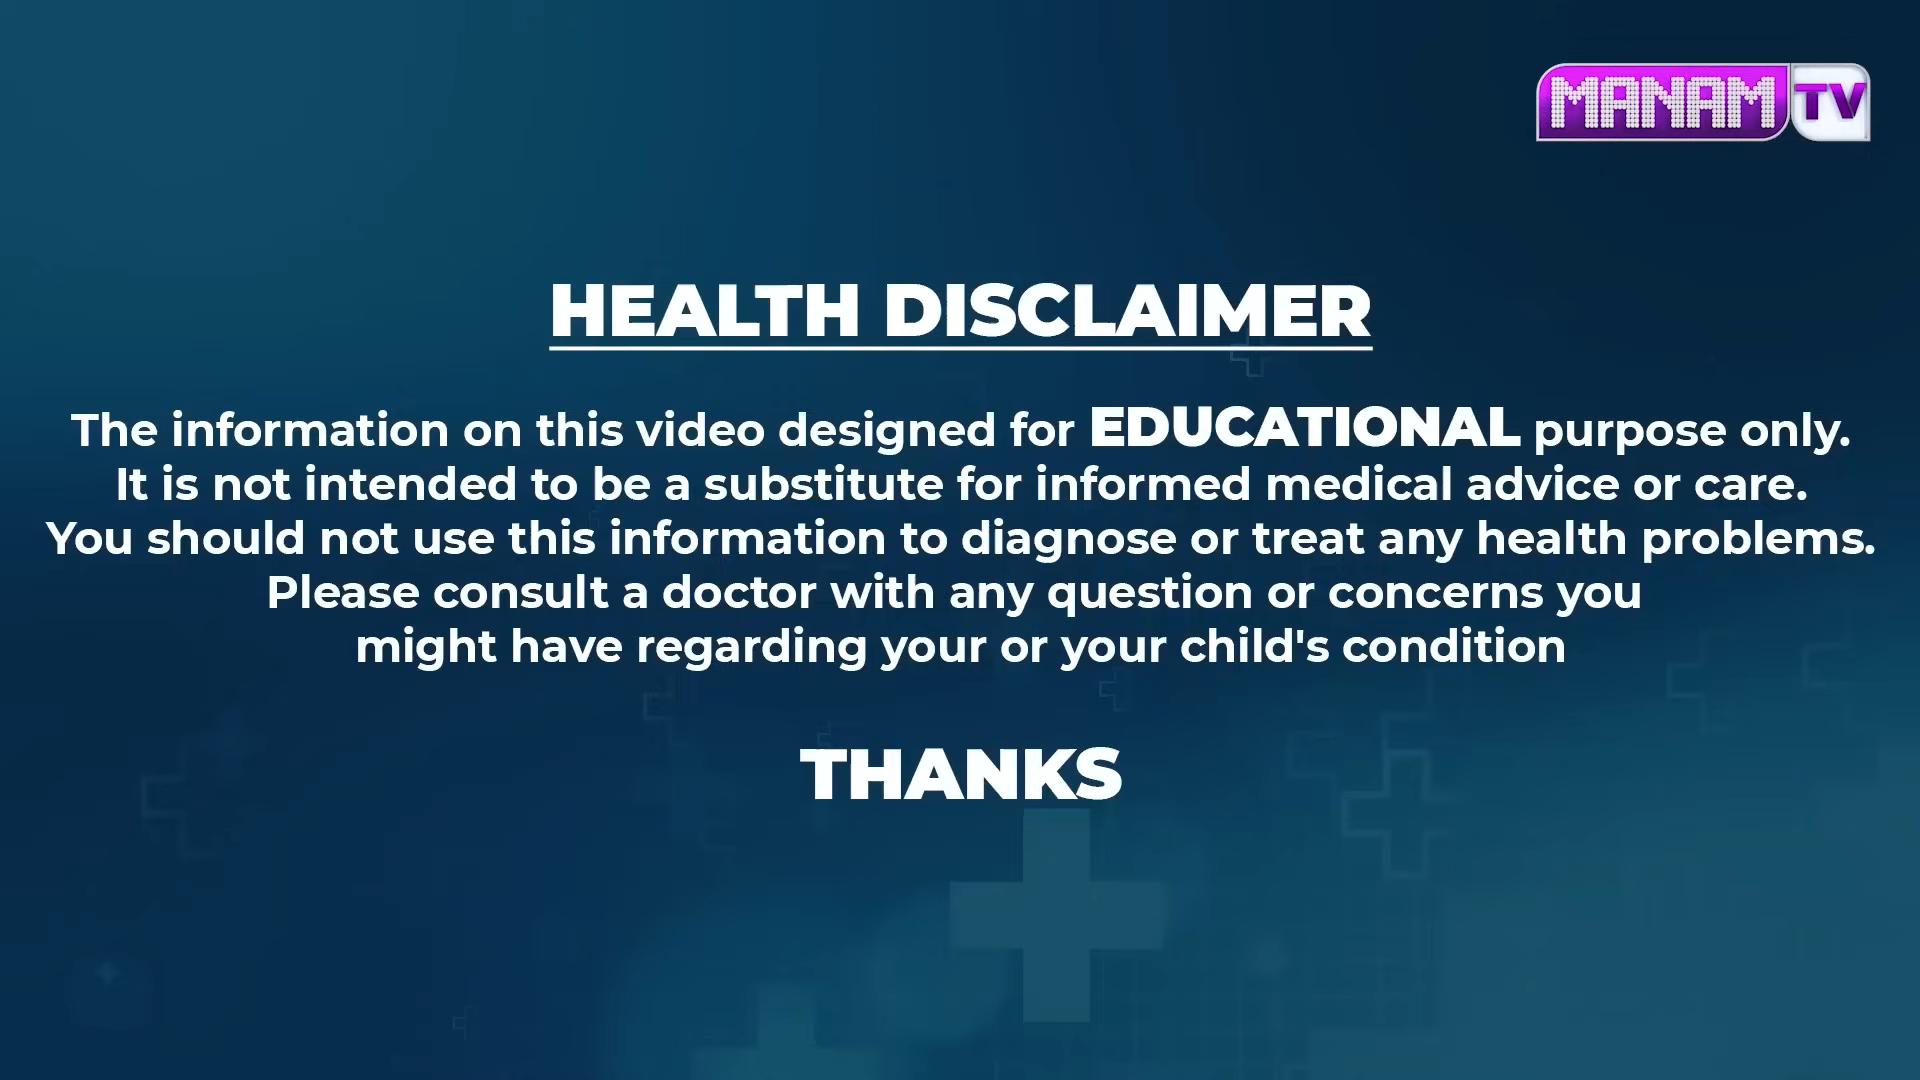 MANAM TV
HEALTH DISCLAIMER
The information on this video designed for EDUCATIONAL purpose only.
It is not intended to be a substitute for informed medical advice or care.
You should not use this information to diagnose or treat any health problems.
Please consult a doctor with any question or concerns you
might have regarding your or your child's condition
THANKS